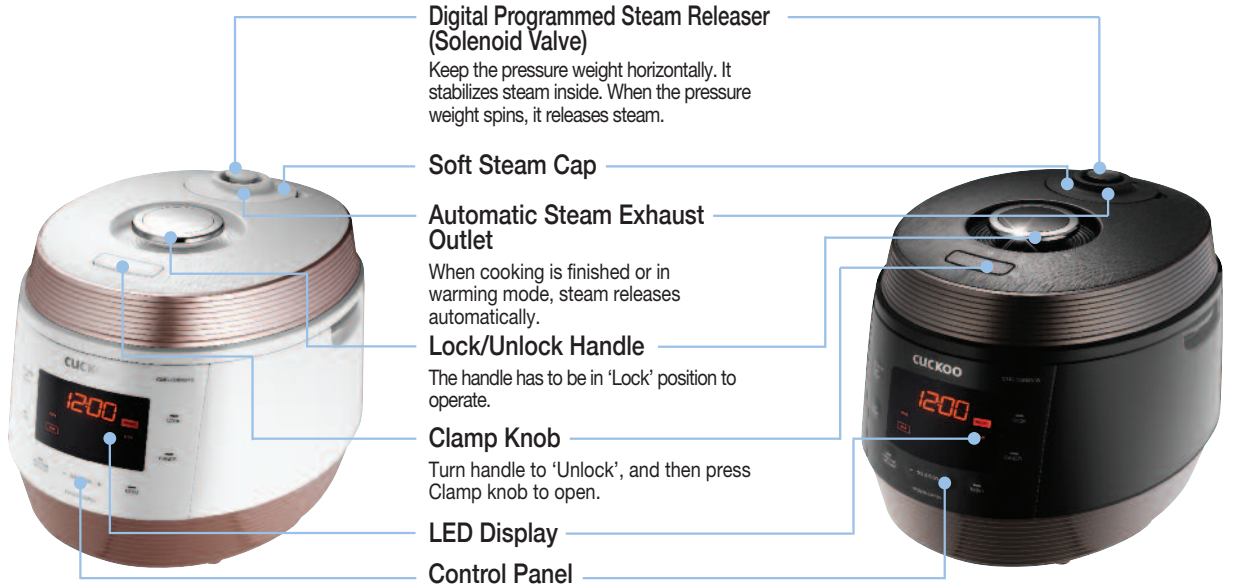 Digital Programmed Steam Releaser
(Solenoid Valve)
Keep the pressure weight horizontally. It
stabilizes steam inside. When the pressure
weight spins, it releases steam.
Soft Steam Cap
Automatic Steam Exhaust
Outlet
When cooking is finished or in
warming mode, steam releases
automatically.
Lock/Unlock Handle
The handle has to be in ‘Lock’ position to
operate.
Clamp Knob
Turn handle to ‘Unlock’, and then press
Clamp knob to open.
LED Display
Control Panel
CUCKOO
12:00
CUCKOO
12:00